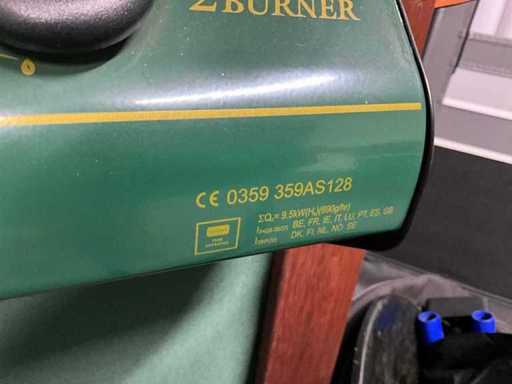 2 BURNER
CE 0359 359AS128
ΣQₙ= 9.5kW(Hₛ)(690g/hr)
BE, FR, IE, IT, LU, PT, ES, GB
DK, FI, NL, NO, SE